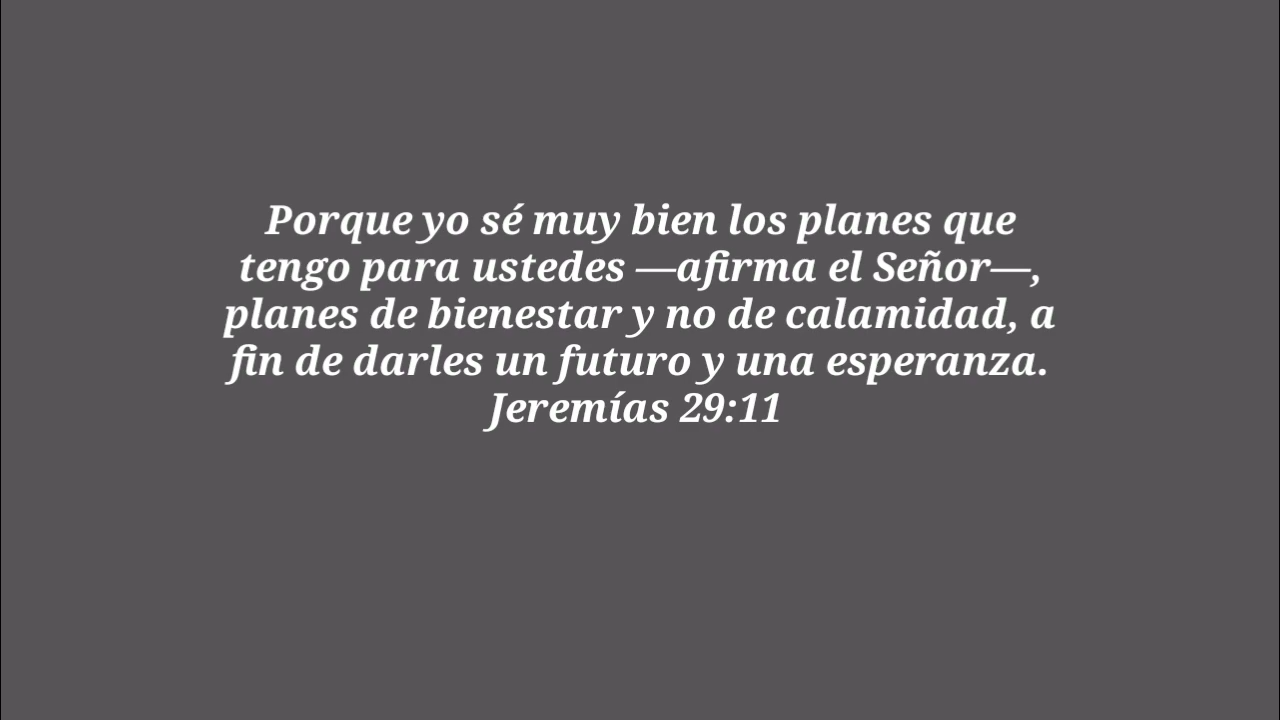 Porque yo sé muy bien los planes que
tengo para ustedes —afirma el Señor—,
planes de bienestar y no de calamidad, a
fin de darles un futuro y una esperanza.
Jeremías 29:11